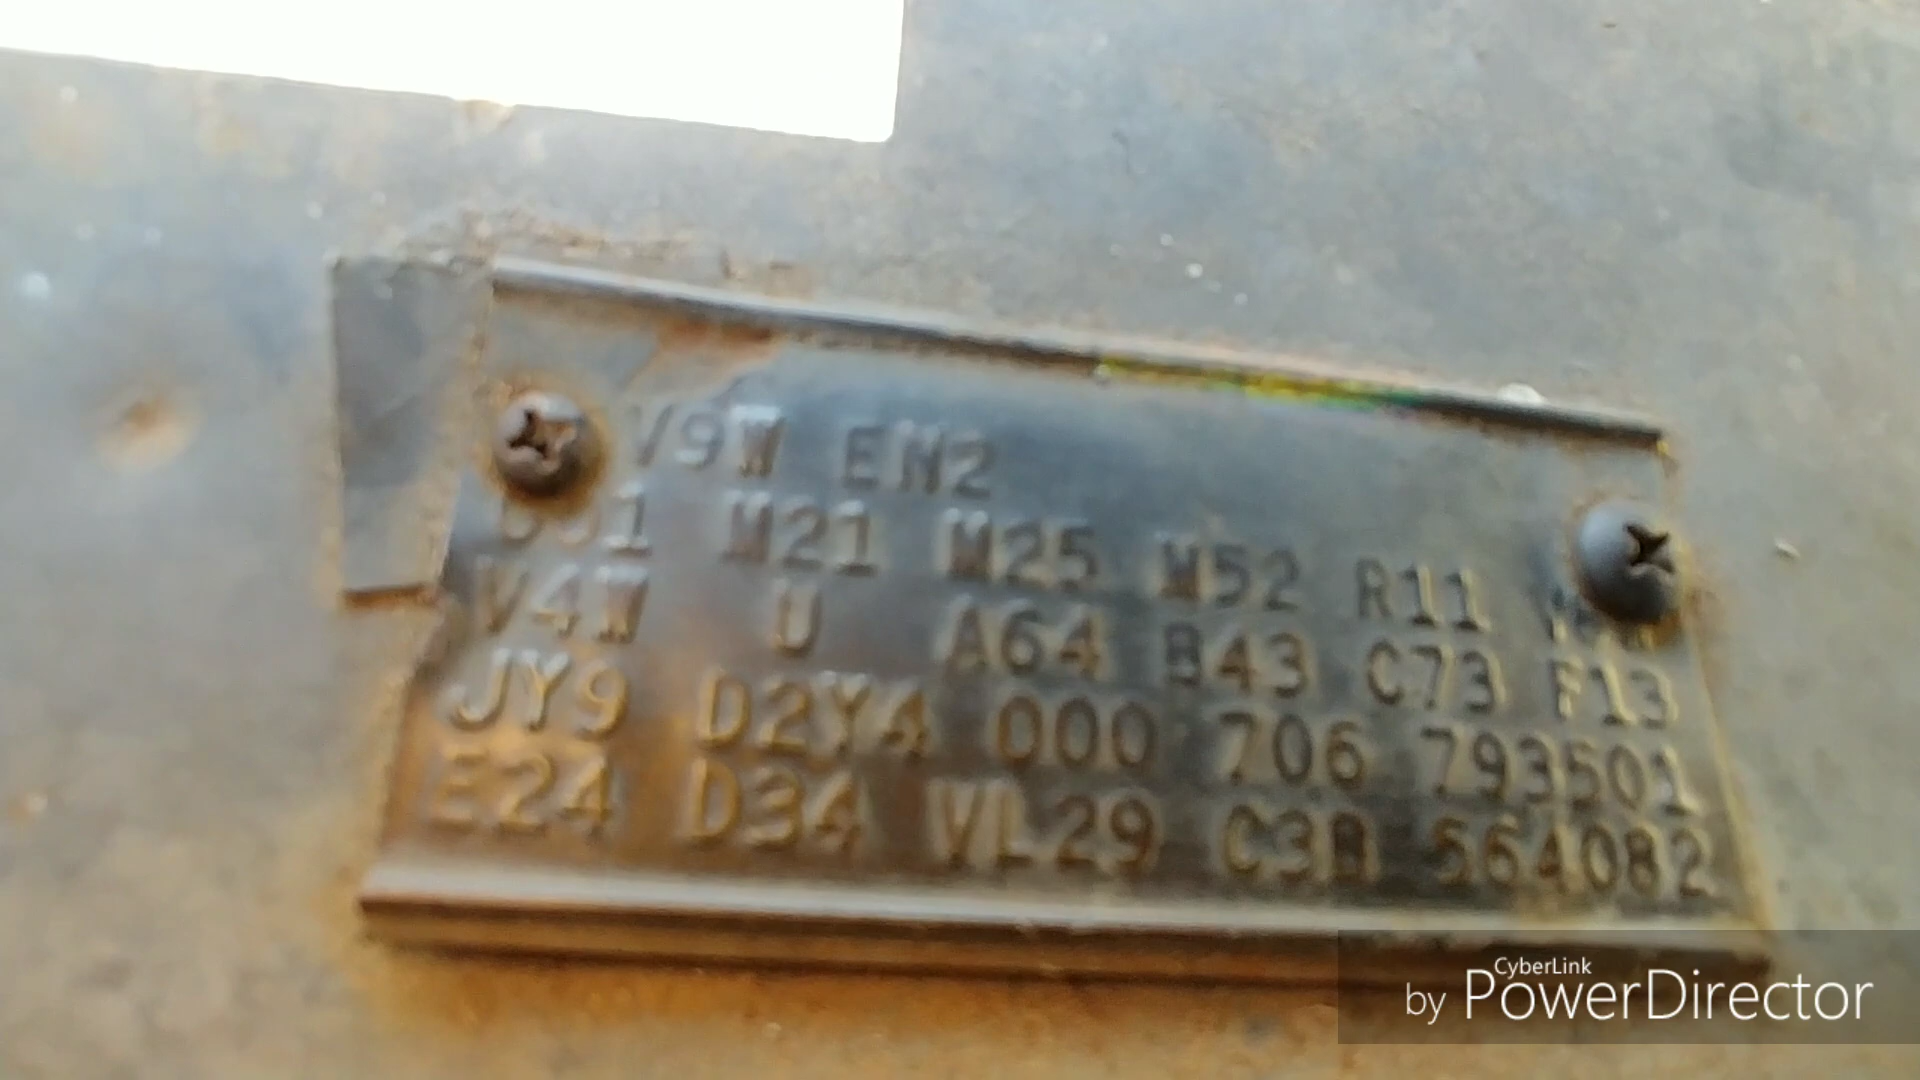 V9W EN2
M21 M25 M52 R11
V4W U A64 B43 C73 F13
JY9 D2Y4 000 706 793501
E24 D34 VL29 C3B 564082
CyberLink
by PowerDirector